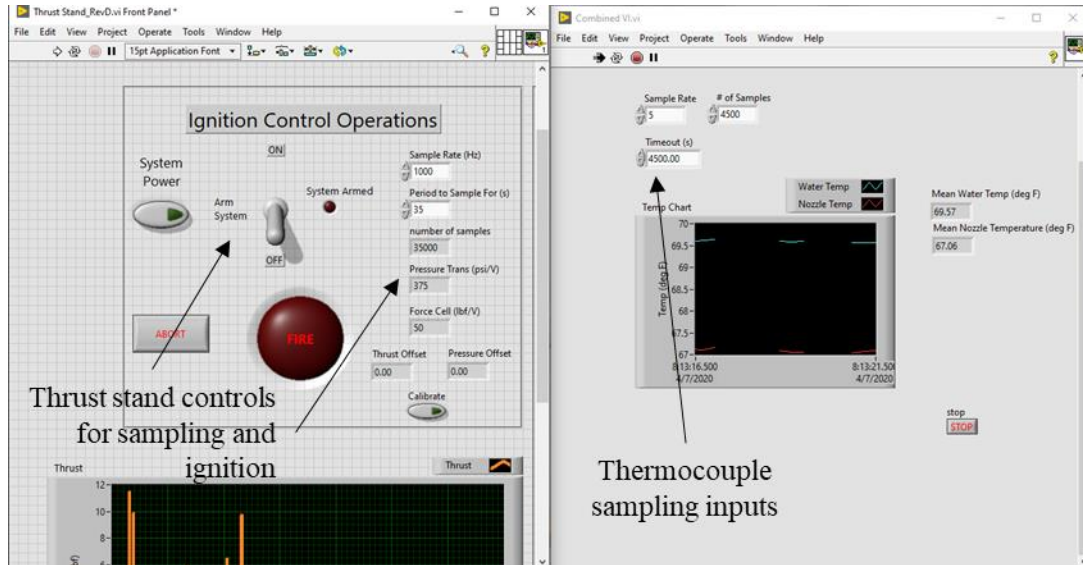 Thrust Stand_RevD.vi Front Panel *
File Edit View Project Operate Tools Window Help
15pt Application Font
Ignition Control Operations
System
Power
ON
Arm
System
OFF
System Armed
Sample Rate (Hz)
1000
Period to Sample For (s)
35
number of samples
35000
Pressure Trans (psi/V)
375
Force Cell (lbf/V)
50
ABORT
FIRE
Thrust Offset
0.00
Pressure Offset
0.00
Calibrate
Thrust stand controls
for sampling and
ignition
Thrust
Thrust
12-
10-
8-
6-
Combined VI.vi
File Edit View Project Operate Tools Window Help
Sample Rate
5
# of Samples
4500
Timeout (s)
4500.00
Water Temp
Nozzle Temp
Temp Chart
Temp (deg F)
70-
69.5-
69-
68.5-
68-
67.5-
67-
8:13:16.500
4/7/2020
8:13:21.500
4/7/2020
Mean Water Temp (deg F)
69.57
Mean Nozzle Temperature (deg F)
67.06
stop
STOP
Thermocouple
sampling inputs